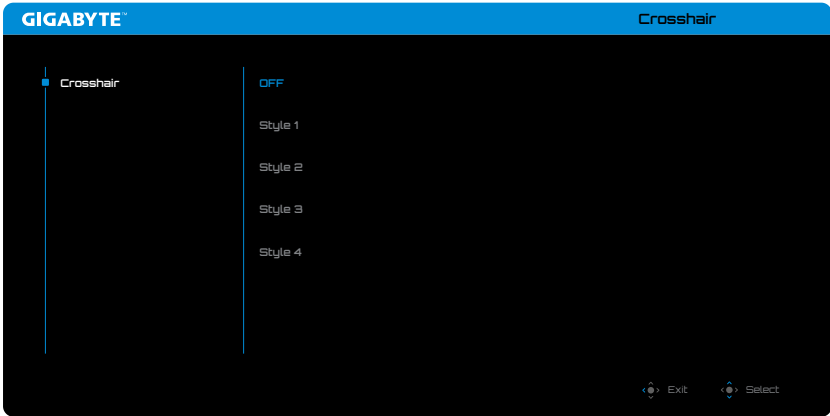 GIGABYTE™ Crosshair
Crosshair OFF
Style 1
Style 2
Style 3
Style 4
Exit Select